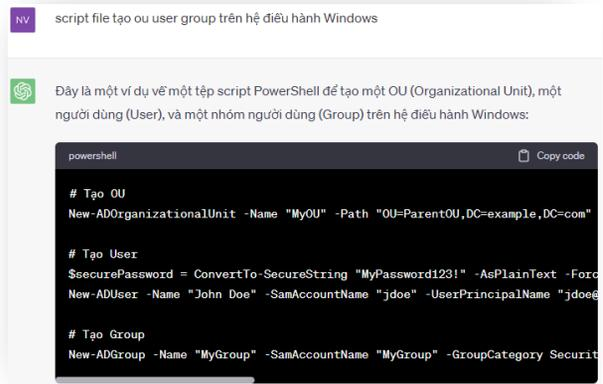 NV
script file tạo ou user group trên hệ điều hành Windows
Đây là một ví dụ về một tệp script PowerShell để tạo một OU (Organizational Unit), một
người dùng (User), và một nhóm người dùng (Group) trên hệ điều hành Windows:
powershell
Copy code
# Tạo OU
New-ADOrganizationalUnit -Name "MyOU" -Path "OU=ParentOU,DC=example,DC=com"
# Tạo User
$securePassword = ConvertTo-SecureString "MyPassword123!" -AsPlainText -Forc
New-ADUser -Name "John Doe" -SamAccountName "jdoe" -UserPrincipalName "jdoe@
# Tạo Group
New-ADGroup -Name "MyGroup" -SamAccountName "MyGroup" -GroupCategory Securit